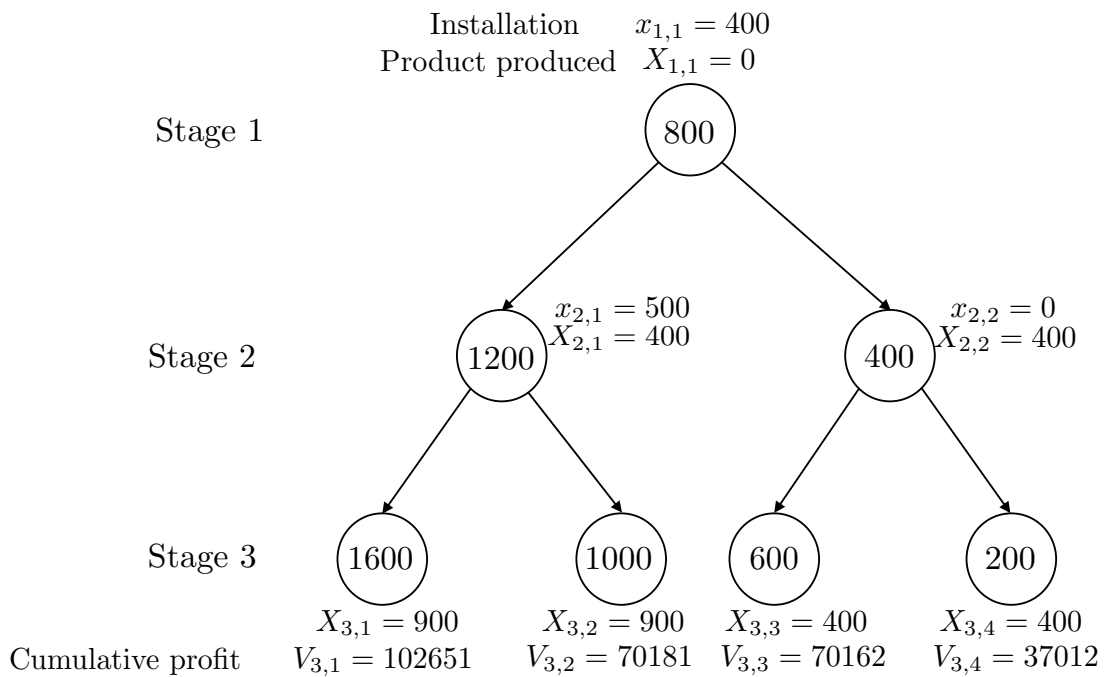 Installation x_{1,1} = 400
Product produced X_{1,1} = 0
Stage 1 800
x_{2,1} = 500 x_{2,2} = 0
X_{2,1} = 400 X_{2,2} = 400
Stage 2 1200 400
Stage 3 1600 1000 600 200
X_{3,1} = 900 X_{3,2} = 900 X_{3,3} = 400 X_{3,4} = 400
Cumulative profit V_{3,1} = 102651 V_{3,2} = 70181 V_{3,3} = 70162 V_{3,4} = 37012